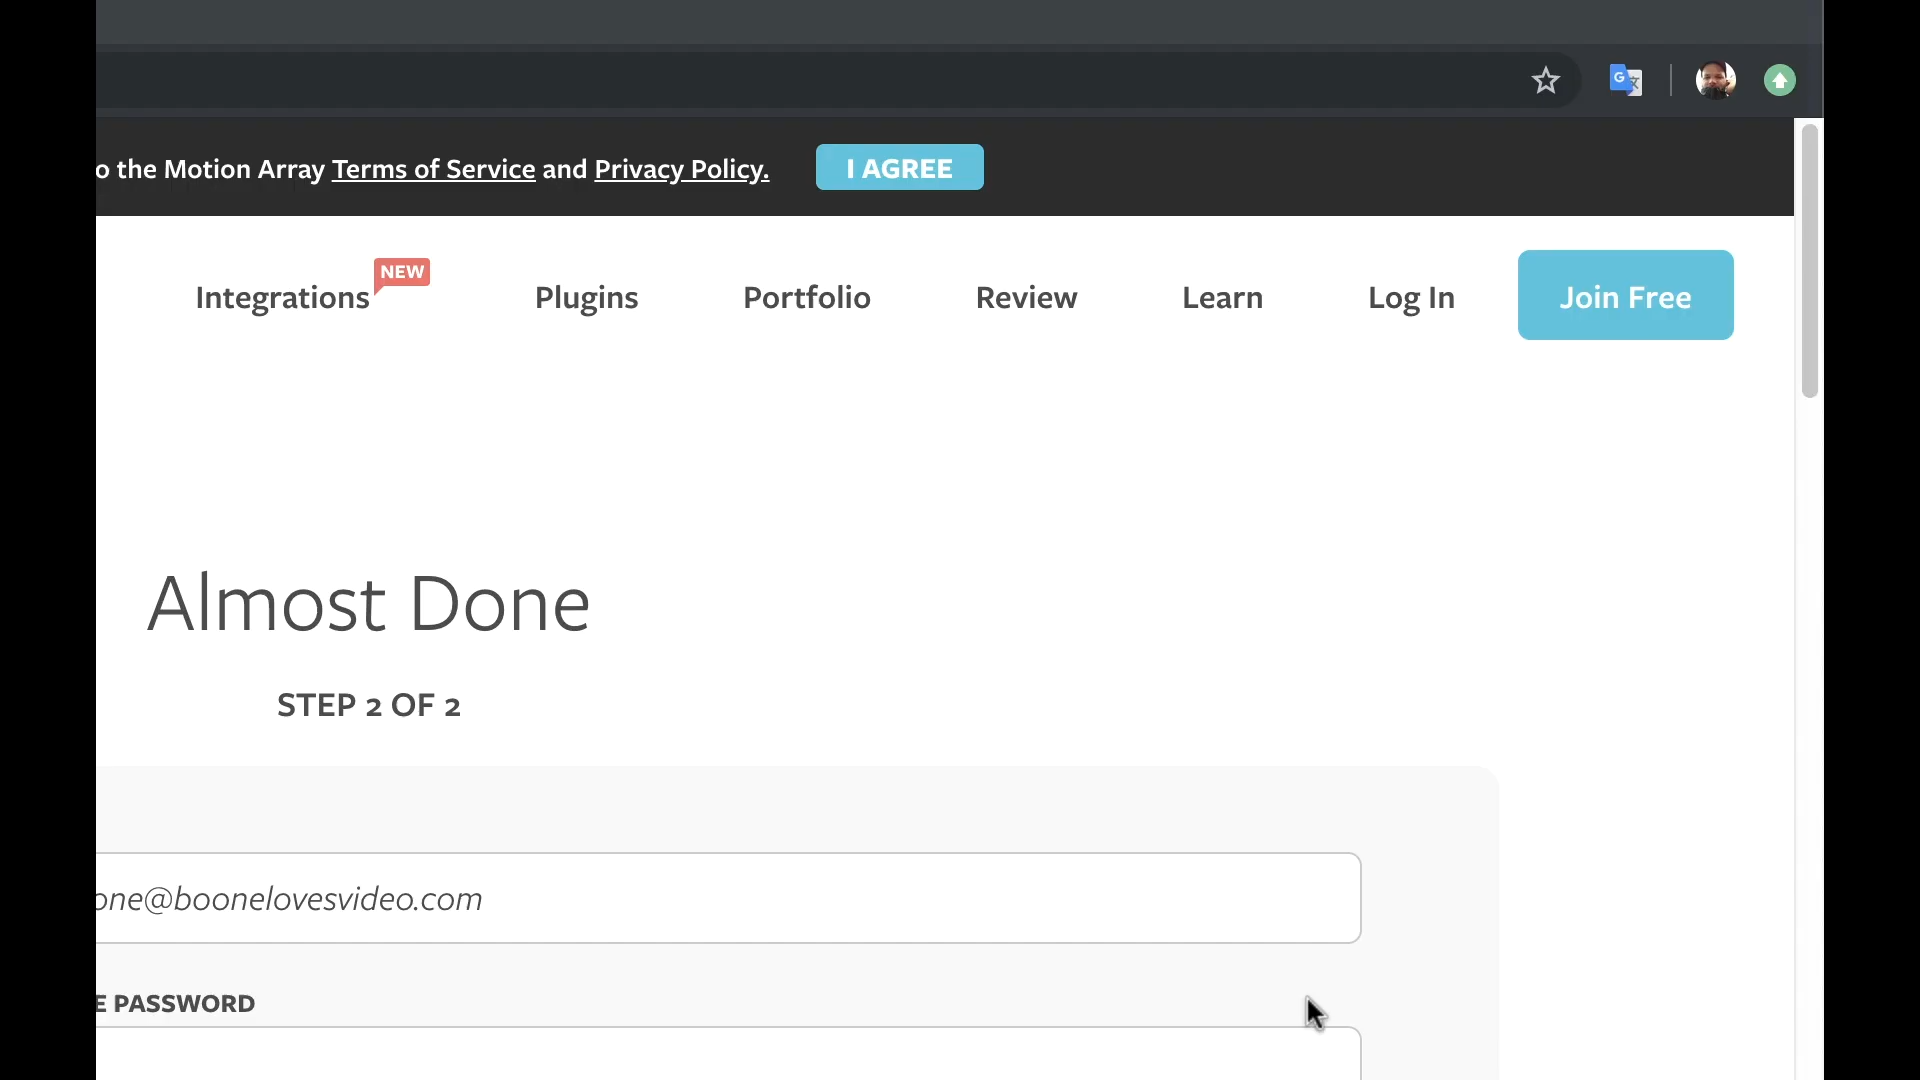 o the Motion Array Terms of Service and Privacy Policy. I AGREE
Integrations NEW Plugins Portfolio Review Learn Log In Join Free
Almost Done
STEP 2 OF 2
one@boonelovesvideo.com
E PASSWORD